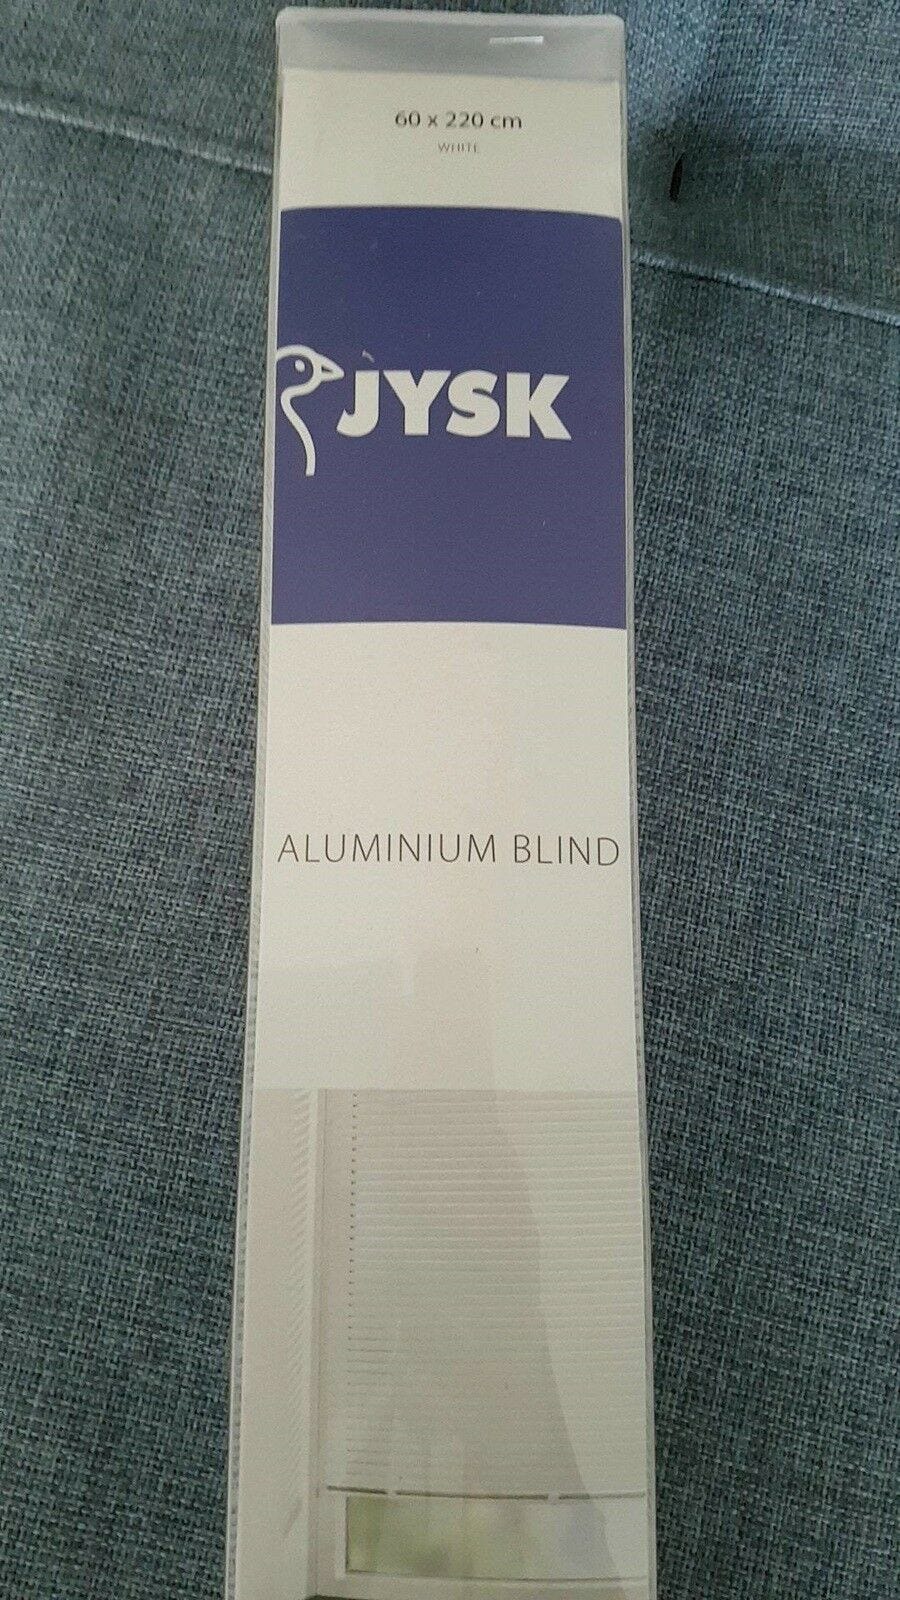 60 x 220 cm
WHITE
JYSK
ALUMINIUM BLIND